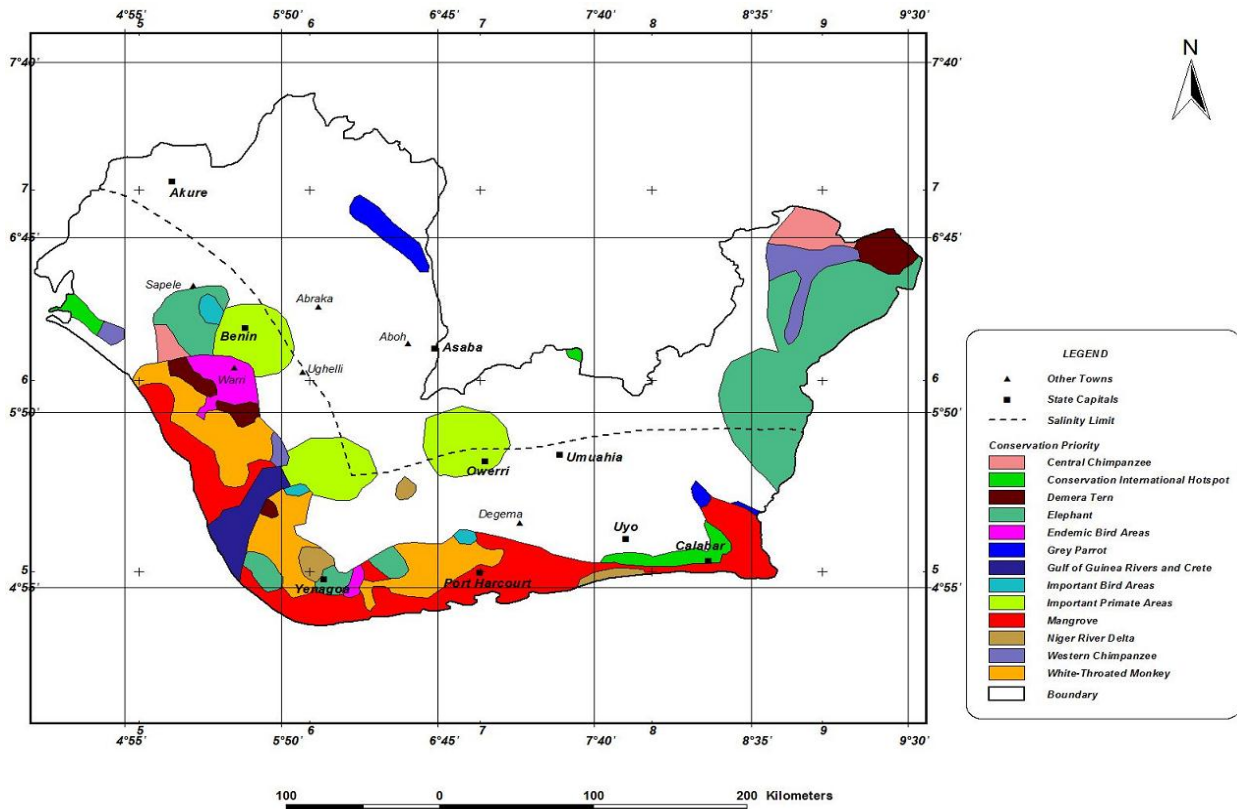 4°55' 5°50' 6°45' 7°40' 8°35' 9°30'
5 6 7 8 9
7°40' 7°40'
N
7 7
Akure
6°45' 6°45'
Sapele
Abraka
Benin
Aboh
Asaba
Ughelli
Warri
6 6
5°50' 5°50'
Owerri
Umuahia
Degema
Uyo
Calabar
5 5
4°55' 4°55'
Yenagoa
Port Harcourt
5 6 7 8 9
4°55' 5°50' 6°45' 7°40' 8°35' 9°30'
100 0 100 200 Kilometers
LEGEND
Other Towns
State Capitals
Salinity Limit
Conservation Priority
Central Chimpanzee
Conservation International Hotspot
Demera Tern
Elephant
Endemic Bird Areas
Grey Parrot
Gulf of Guinea Rivers and Crete
Important Bird Areas
Important Primate Areas
Mangrove
Niger River Delta
Western Chimpanzee
White-Throated Monkey
Boundary